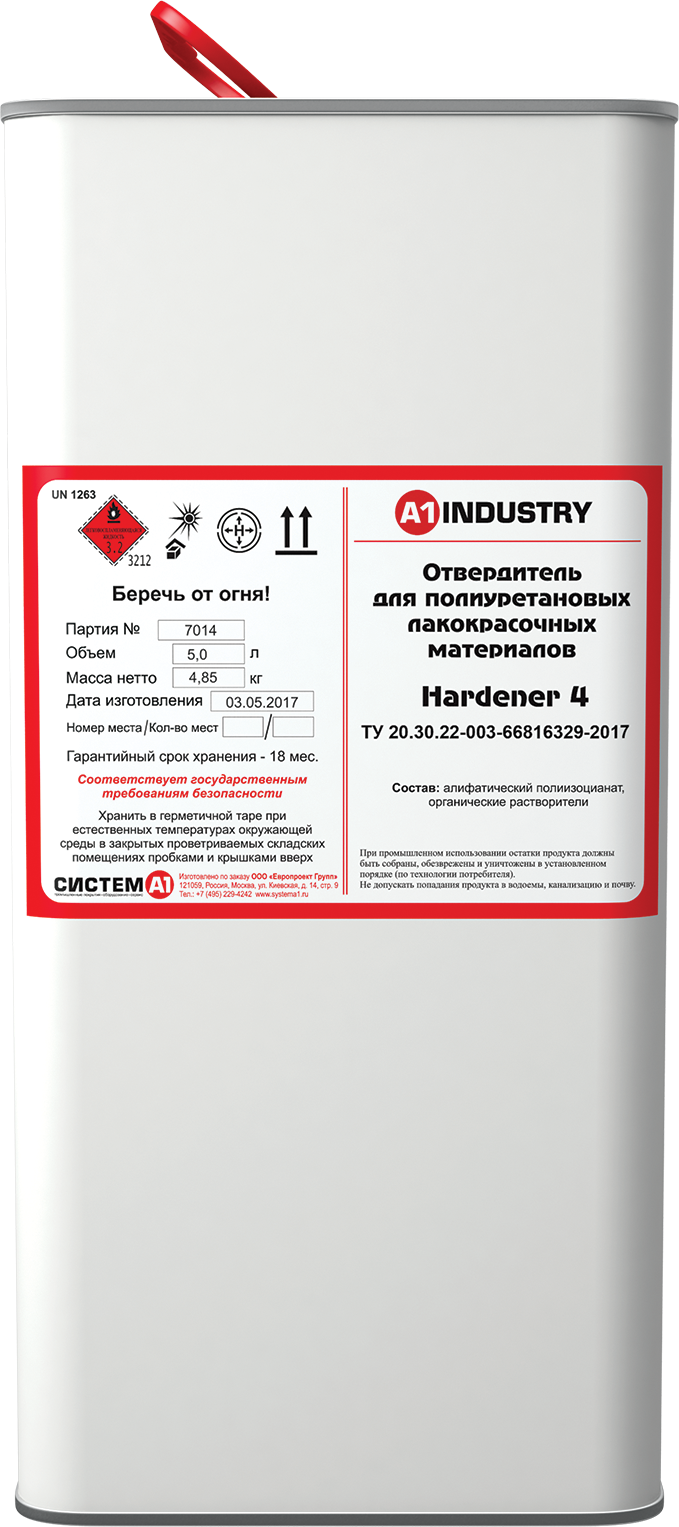 UN 1263
ЛЕГКОВОСПЛАМЕНЯЮЩАЯСЯ
ЖИДКОСТЬ
3.2
3212
Н
Беречь от огня!
Партия № 7014
Объем 5,0 л
Масса нетто 4,85 кг
Дата изготовления 03.05.2017
Номер места/Кол-во мест /
Гарантийный срок хранения - 18 мес.
Соответствует государственным
требованиям безопасности
Хранить в герметичной таре при
естественных температурах окружающей
среды в закрытых проветриваемых складских
помещениях пробками и крышками вверх
СИСТЕМ А1
Изготовлено по заказу ООО «Европроект Групп»
121059, Россия, Москва, ул. Киевская, д. 14, стр. 9
Тел.: +7 (495) 229-4242 www.systema1.ru
A1 INDUSTRY
Отвердитель
для полиуретановых
лакокрасочных
материалов
Hardener 4
ТУ 20.30.22-003-66816329-2017
Состав: алифатический полиизоцианат,
органические растворители
При промышленном использовании остатки продукта должны
быть собраны, обезврежены и уничтожены в установленном
порядке (по технологии потребителя).
Не допускать попадания продукта в водоемы, канализацию и почву.